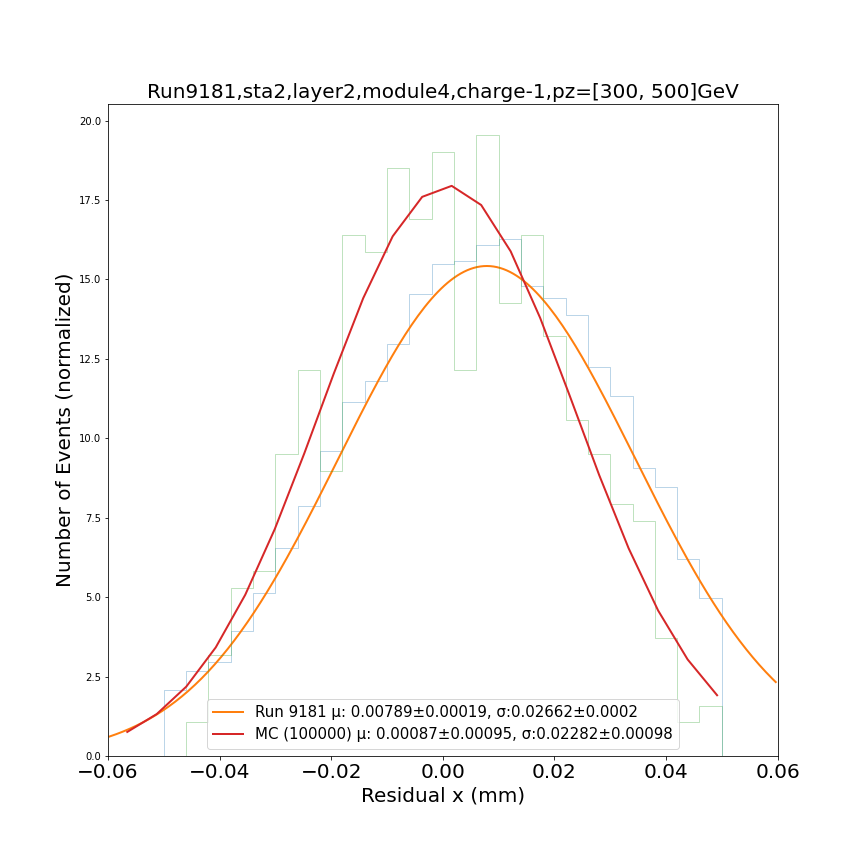 Run9181,sta2,layer2,module4,charge-1,pz=[300, 500]GeV
Number of Events (normalized)
20.0
17.5
15.0
12.5
10.0
7.5
5.0
2.5
0.0
Run 9181 μ: 0.00789±0.00019, σ:0.02662±0.0002
MC (100000) μ: 0.00087±0.00095, σ:0.02282±0.00098
−0.06 −0.04 −0.02 0.00 0.02 0.04 0.06
Residual x (mm)